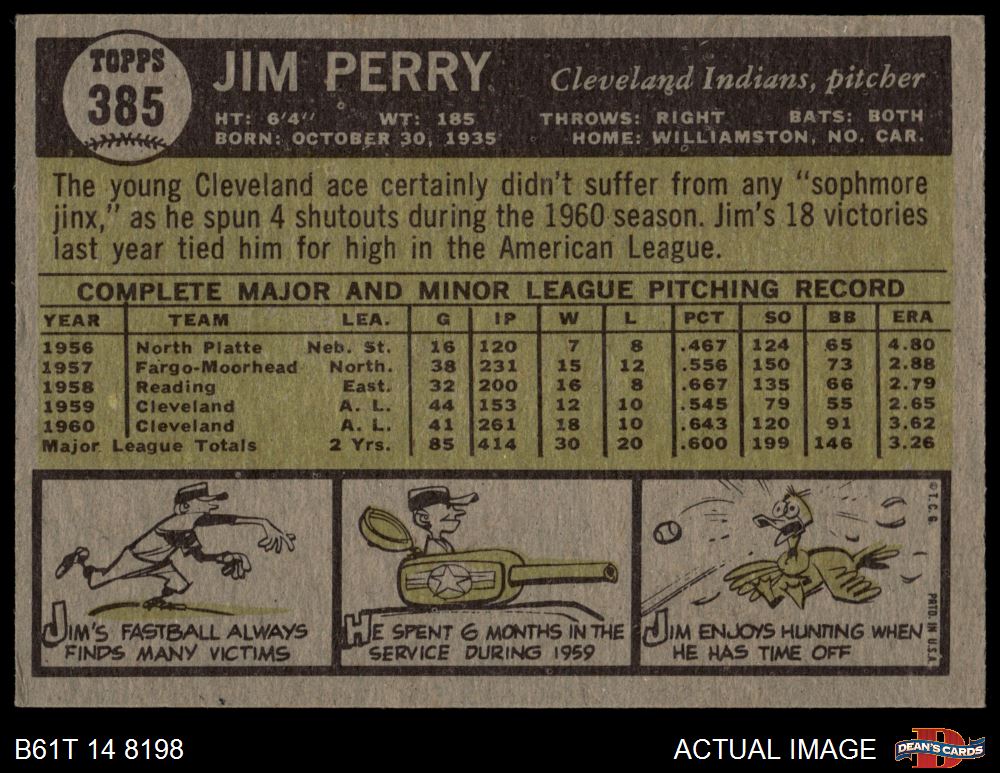 TOPPS
385
JIM PERRY
Cleveland Indians, pitcher
HT: 6'4" WT: 185 THROWS: RIGHT BATS: BOTH
BORN: OCTOBER 30, 1935 HOME: WILLIAMSTON, NO. CAR.
The young Cleveland ace certainly didn't suffer from any "sophmore
jinx," as he spun 4 shutouts during the 1960 season. Jim's 18 victories
last year tied him for high in the American League.
COMPLETE MAJOR AND MINOR LEAGUE PITCHING RECORD
YEAR TEAM LEA. G IP W L PCT SO BB ERA
1956 North Platte Neb. St. 16 120 7 8 .467 124 65 4.80
1957 Fargo-Moorhead North. 38 231 15 12 .556 150 73 2.88
1958 Reading East. 32 200 16 8 .667 135 66 2.79
1959 Cleveland A. L. 44 153 12 10 .545 79 55 2.65
1960 Cleveland A. L. 41 261 18 10 .643 120 91 3.62
Major League Totals 2 Yrs. 85 414 30 20 .600 199 146 3.26
JIM'S FASTBALL ALWAYS
FINDS MANY VICTIMS
HE SPENT 6 MONTHS IN THE
SERVICE DURING 1959
JIM ENJOYS HUNTING WHEN
HE HAS TIME OFF
© T.C.G.
PRTD IN U.S.A.
B61T 14 8198
ACTUAL IMAGE
DEAN'S CARDS